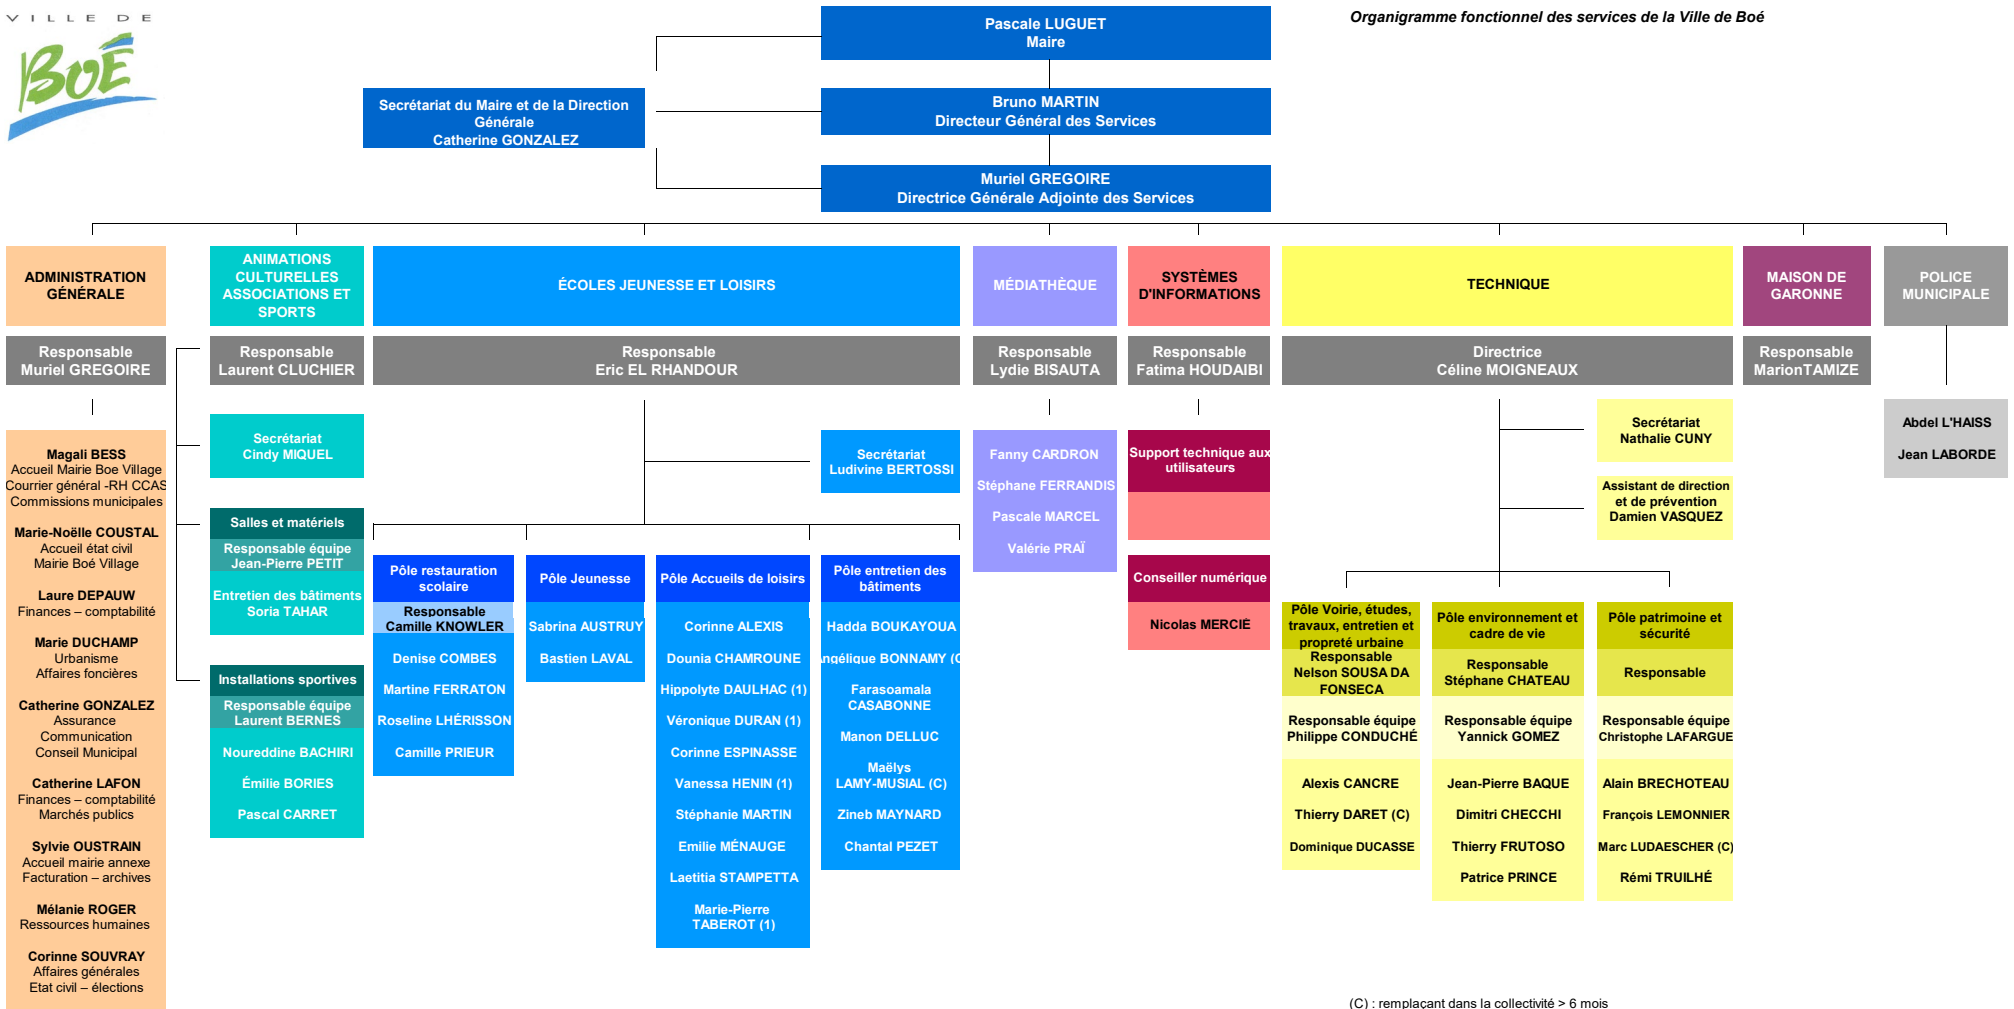 VILLE DE
BOÉ
Organigramme fonctionnel des services de la Ville de Boé
Pascale LUGUET
Maire
Secrétariat du Maire et de la Direction
Générale
Catherine GONZALEZ
Bruno MARTIN
Directeur Général des Services
Muriel GREGOIRE
Directrice Générale Adjointe des Services
ADMINISTRATION
GÉNÉRALE
Responsable
Muriel GREGOIRE
Magali BESS
Accueil Mairie Boe Village
Courrier général -RH CCAS
Commissions municipales
Marie-Noëlle COUSTAL
Accueil état civil
Mairie Boé Village
Laure DEPAUW
Finances – comptabilité
Marie DUCHAMP
Urbanisme
Affaires foncières
Catherine GONZALEZ
Assurance
Communication
Conseil Municipal
Catherine LAFON
Finances – comptabilité
Marchés publics
Sylvie OUSTRAIN
Accueil mairie annexe
Facturation – archives
Mélanie ROGER
Ressources humaines
Corinne SOUVRAY
Affaires générales
Etat civil – élections
ANIMATIONS
CULTURELLES
ASSOCIATIONS ET
SPORTS
Responsable
Laurent CLUCHIER
Secrétariat
Cindy MIQUEL
Salles et matériels
Responsable équipe
Jean-Pierre PETIT
Entretien des bâtiments
Soria TAHAR
Installations sportives
Responsable équipe
Laurent BERNES
Noureddine BACHIRI
Émilie BORIES
Pascal CARRET
ÉCOLES JEUNESSE ET LOISIRS
Responsable
Eric EL RHANDOUR
Secrétariat
Ludivine BERTOSSI
Pôle restauration
scolaire
Responsable
Camille KNOWLER
Denise COMBES
Martine FERRATON
Roseline LHÉRISSON
Camille PRIEUR
Pôle Jeunesse
Sabrina AUSTRUY
Bastien LAVAL
Pôle Accueils de loisirs
Corinne ALEXIS
Dounia CHAMROUNE
Hippolyte DAULHAC (1)
Véronique DURAN (1)
Corinne ESPINASSE
Vanessa HENIN (1)
Stéphanie MARTIN
Emilie MÉNAUGE
Laetitia STAMPETTA
Marie-Pierre
TABEROT (1)
Pôle entretien des
bâtiments
Hadda BOUKAYOUA
ngélique BONNAMY (C
Farasoamala
CASABONNE
Manon DELLUC
Maëlys
LAMY-MUSIAL (C)
Zineb MAYNARD
Chantal PEZET
MÉDIATHÈQUE
Responsable
Lydie BISAUTA
Fanny CARDRON
Stéphane FERRANDIS
Pascale MARCEL
Valérie PRAÏ
SYSTÈMES
D'INFORMATIONS
Responsable
Fatima HOUDAIBI
Support technique aux
utilisateurs
Conseiller numérique
Nicolas MERCIÉ
TECHNIQUE
Directrice
Céline MOIGNEAUX
Secrétariat
Nathalie CUNY
Assistant de direction
et de prévention
Damien VASQUEZ
Pôle Voirie, études,
travaux, entretien et
propreté urbaine
Responsable
Nelson SOUSA DA
FONSECA
Responsable équipe
Philippe CONDUCHÉ
Alexis CANCRE
Thierry DARET (C)
Dominique DUCASSE
Pôle environnement et
cadre de vie
Responsable
Stéphane CHATEAU
Responsable équipe
Yannick GOMEZ
Jean-Pierre BAQUE
Dimitri CHECCHI
Thierry FRUTOSO
Patrice PRINCE
Pôle patrimoine et
sécurité
Responsable
Responsable équipe
Christophe LAFARGUE
Alain BRECHOTEAU
François LEMONNIER
Marc LUDAESCHER (C)
Rémi TRUILHÉ
MAISON DE
GARONNE
Responsable
MarionTAMIZE
POLICE
MUNICIPALE
Abdel L'HAISS
Jean LABORDE
(C) : remplaçant dans la collectivité > 6 mois